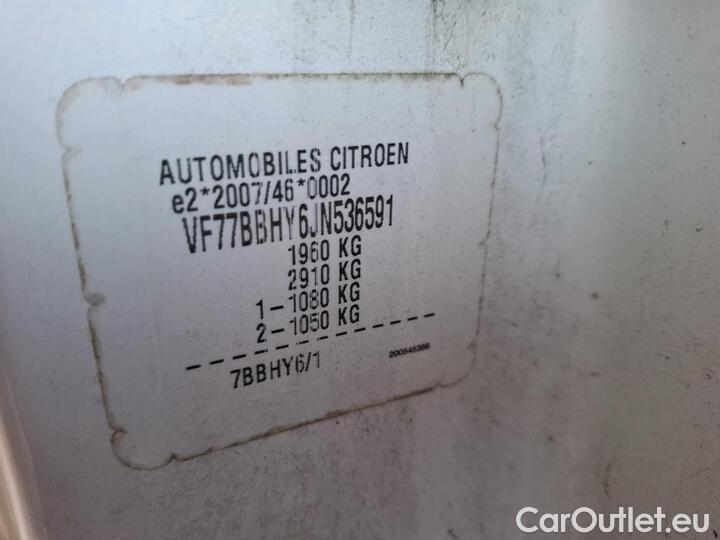 AUTOMOBILES CITROEN
e2*2007/46*0002
VF77BBHY6JN536591
1960 KG
2910 KG
1-1080 KG
2-1050 KG
7BBHY6/1
200545386
CarOutlet.eu